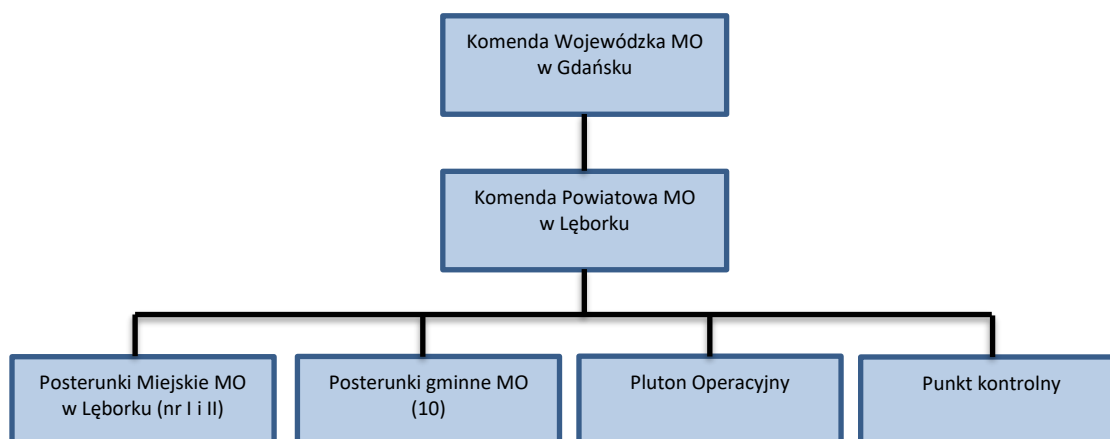 Komenda Wojewódzka MO
w Gdańsku
Komenda Powiatowa MO
w Lęborku
Posterunki Miejskie MO
w Lęborku (nr I i II)
Posterunki gminne MO
(10)
Pluton Operacyjny
Punkt kontrolny